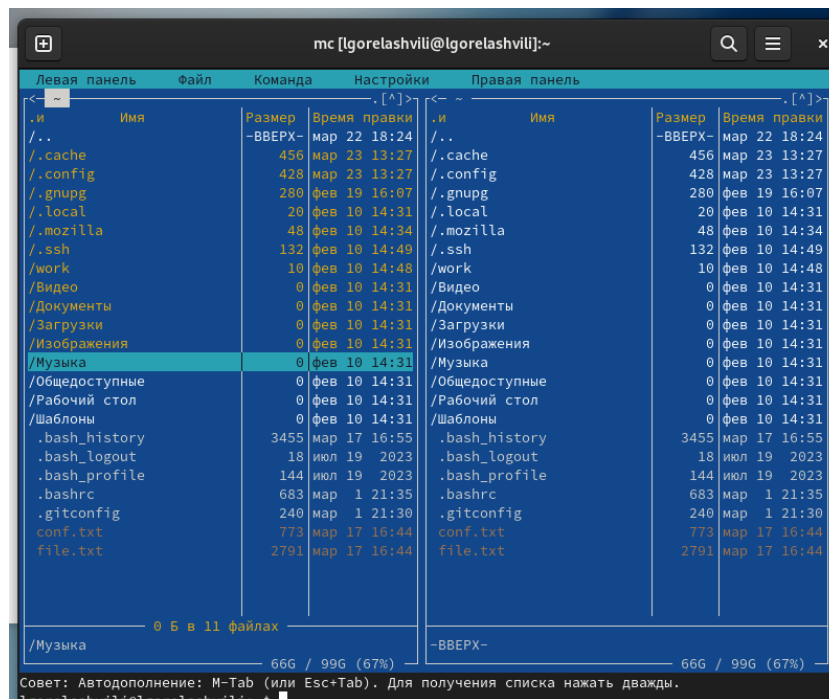 mc [lgorelashvili@lgorelashvili]:~
Левая панель Файл Команда Настройки Правая панель
<— ~ .[^]> <— ~ .[^]>
.и Имя Размер Время правки .и Имя Размер Время правки
/.. -ВВЕРХ- мар 22 18:24 /.. -ВВЕРХ- мар 22 18:24
/.cache 456 мар 23 13:27 /.cache 456 мар 23 13:27
/.config 428 мар 23 13:27 /.config 428 мар 23 13:27
/.gnupg 280 фев 19 16:07 /.gnupg 280 фев 19 16:07
/.local 20 фев 10 14:31 /.local 20 фев 10 14:31
/.mozilla 48 фев 10 14:34 /.mozilla 48 фев 10 14:34
/.ssh 132 фев 10 14:49 /.ssh 132 фев 10 14:49
/work 10 фев 10 14:48 /work 10 фев 10 14:48
/Видео 0 фев 10 14:31 /Видео 0 фев 10 14:31
/Документы 0 фев 10 14:31 /Документы 0 фев 10 14:31
/Загрузки 0 фев 10 14:31 /Загрузки 0 фев 10 14:31
/Изображения 0 фев 10 14:31 /Изображения 0 фев 10 14:31
/Музыка 0 фев 10 14:31 /Музыка 0 фев 10 14:31
/Общедоступные 0 фев 10 14:31 /Общедоступные 0 фев 10 14:31
/Рабочий стол 0 фев 10 14:31 /Рабочий стол 0 фев 10 14:31
/Шаблоны 0 фев 10 14:31 /Шаблоны 0 фев 10 14:31
.bash_history 3455 мар 17 16:55 .bash_history 3455 мар 17 16:55
.bash_logout 18 июл 19 2023 .bash_logout 18 июл 19 2023
.bash_profile 144 июл 19 2023 .bash_profile 144 июл 19 2023
.bashrc 683 мар 1 21:35 .bashrc 683 мар 1 21:35
.gitconfig 240 мар 1 21:30 .gitconfig 240 мар 1 21:30
conf.txt 773 мар 17 16:44 conf.txt 773 мар 17 16:44
file.txt 2791 мар 17 16:44 file.txt 2791 мар 17 16:44
0 Б в 11 файлах
/Музыка -ВВЕРХ-
66G / 99G (67%) 66G / 99G (67%)
Совет: Автодополнение: M-Tab (или Esc+Tab). Для получения списка нажать дважды.